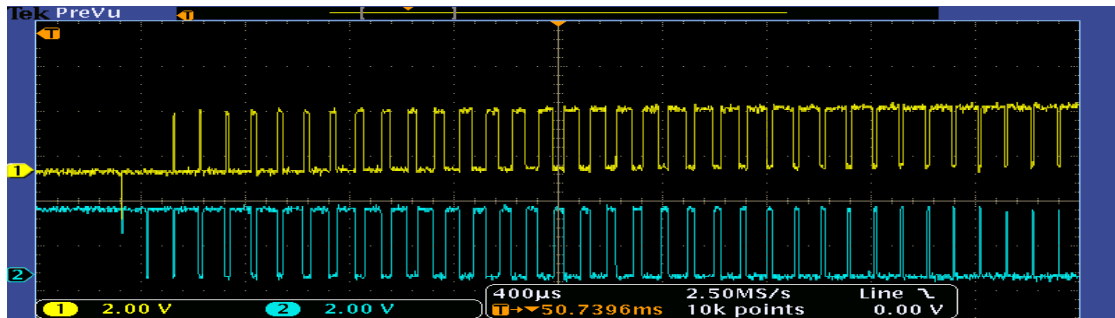 Tek PreVu
T
T
1
2
1 2.00 V 2 2.00 V
400µs 2.50MS/s Line
T→▼50.7396ms 10k points 0.00 V